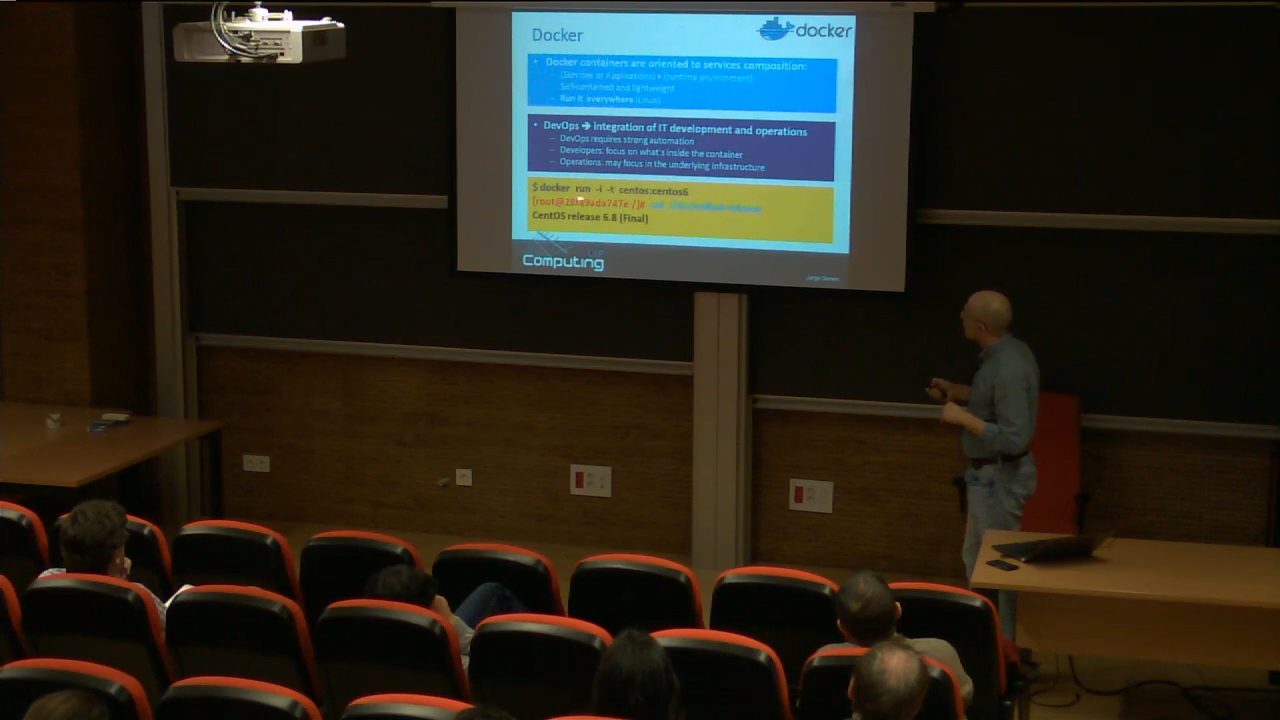 Docker
docker
• Docker containers are oriented to services composition:
– (Services or Applications) + (runtime environment)
Self-contained and lightweight
– Run it everywhere (Linux)
• DevOps ➔ integration of IT development and operations
– DevOps requires strong automation
– Developers: focus on what's inside the container
– Operations: may focus in the underlying infrastructure
$ docker run -i -t centos:centos6
/]#
CentOS release 6.8 (Final)
Computing
Jorge Gomes